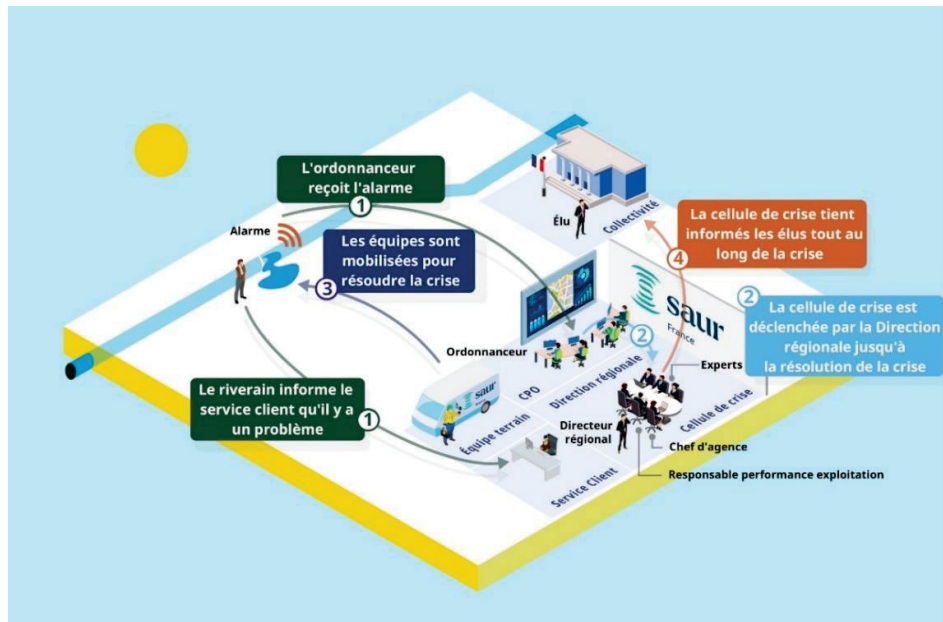 L'ordonnanceur
reçoit l'alarme
1
Alarme
Les équipes sont
mobilisées pour
résoudre la crise
3
Élu
Collectivité
La cellule de crise tient
informés les élus tout au
long de la crise
4
saur
France
2
La cellule de crise est
déclenchée par la Direction
régionale jusqu'à
la résolution de la crise
2
Ordonnanceur
CPO
Direction régionale
Experts
Le riverain informe le
service client qu'il y a
un problème
1
saur
Équipe terrain
Service Client
Directeur
régional
Cellule de crise
Chef d'agence
Responsable performance exploitation